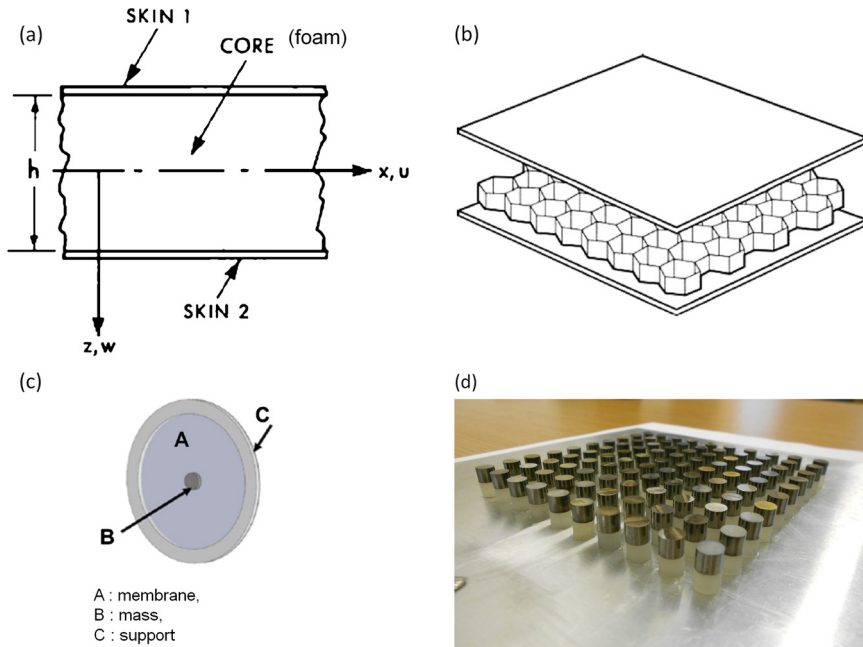 (a)
SKIN 1
CORE (foam)
h
x, u
SKIN 2
z, w
(b)
(c)
A
C
B
A : membrane,
B : mass,
C : support
(d)